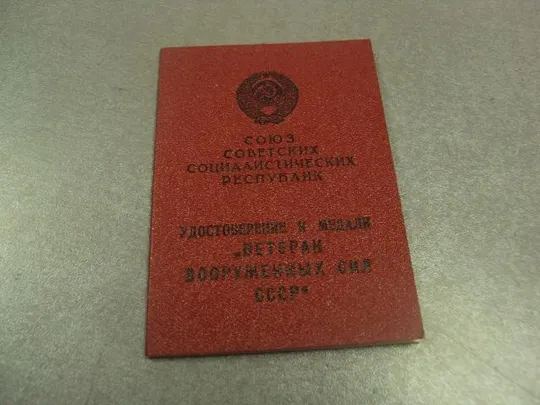 СОЮЗ
СОВЕТСКИХ
СОЦИАЛИСТИЧЕСКИХ
РЕСПУБЛИК
УДОСТОВЕРЕНИЕ К МЕДАЛИ
„ВЕТЕРАН
ВООРУЖЕННЫХ СИЛ
СССР"